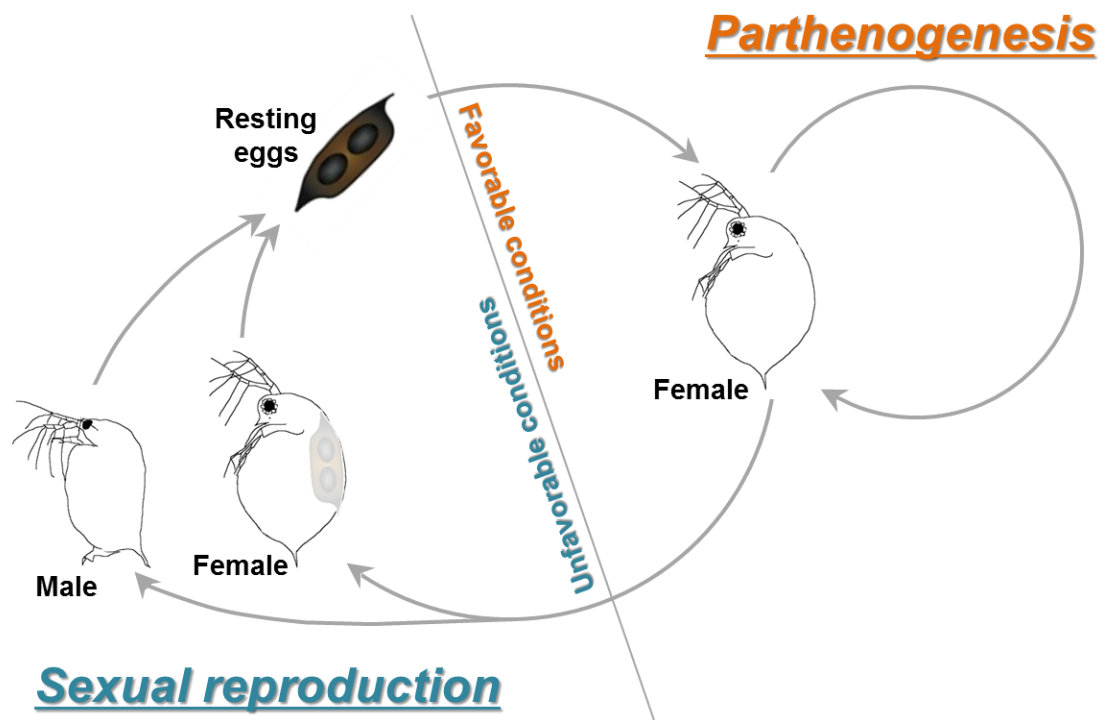 Parthenogenesis
Resting
eggs
Favorable conditions
Unfavorable conditions
Female
Female
Male
Sexual reproduction